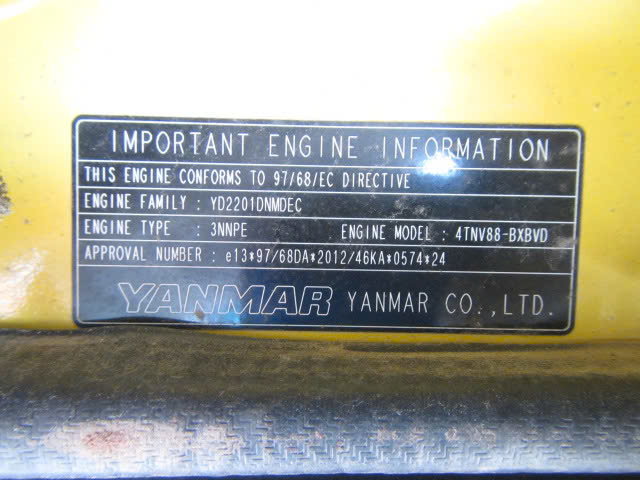 IMPORTANT ENGINE INFORMATION
THIS ENGINE CONFORMS TO 97/68/EC DIRECTIVE
ENGINE FAMILY : YD2201DNMDEC
ENGINE TYPE : 3NNPE ENGINE MODEL : 4TNV88-BXBVD
APPROVAL NUMBER : e13*97/68DA*2012/46KA*0574*24
YANMAR YANMAR CO.,LTD.